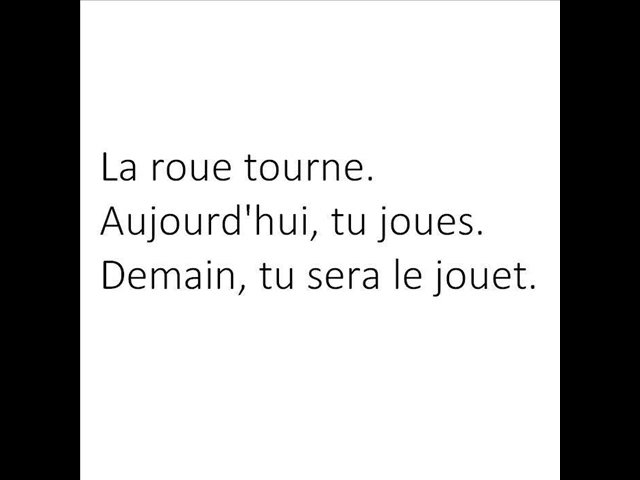 La roue tourne.
Aujourd'hui, tu joues.
Demain, tu sera le jouet.